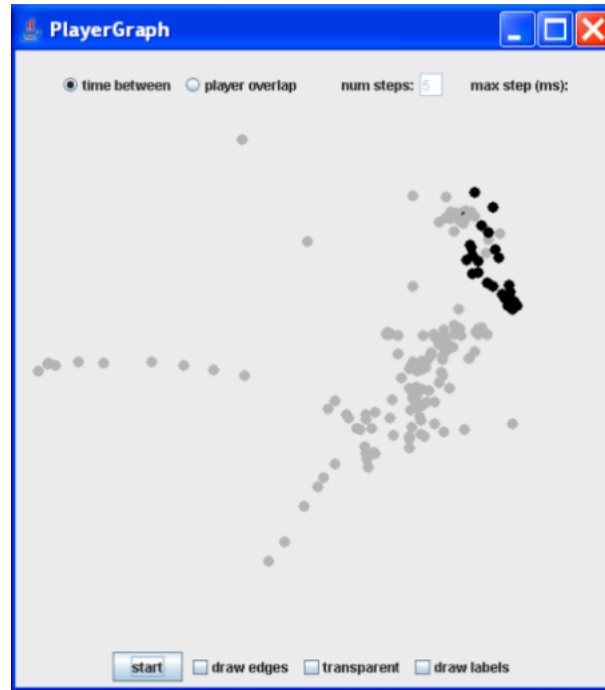 PlayerGraph
time between player overlap num steps: 5 max step (ms):
start draw edges transparent draw labels